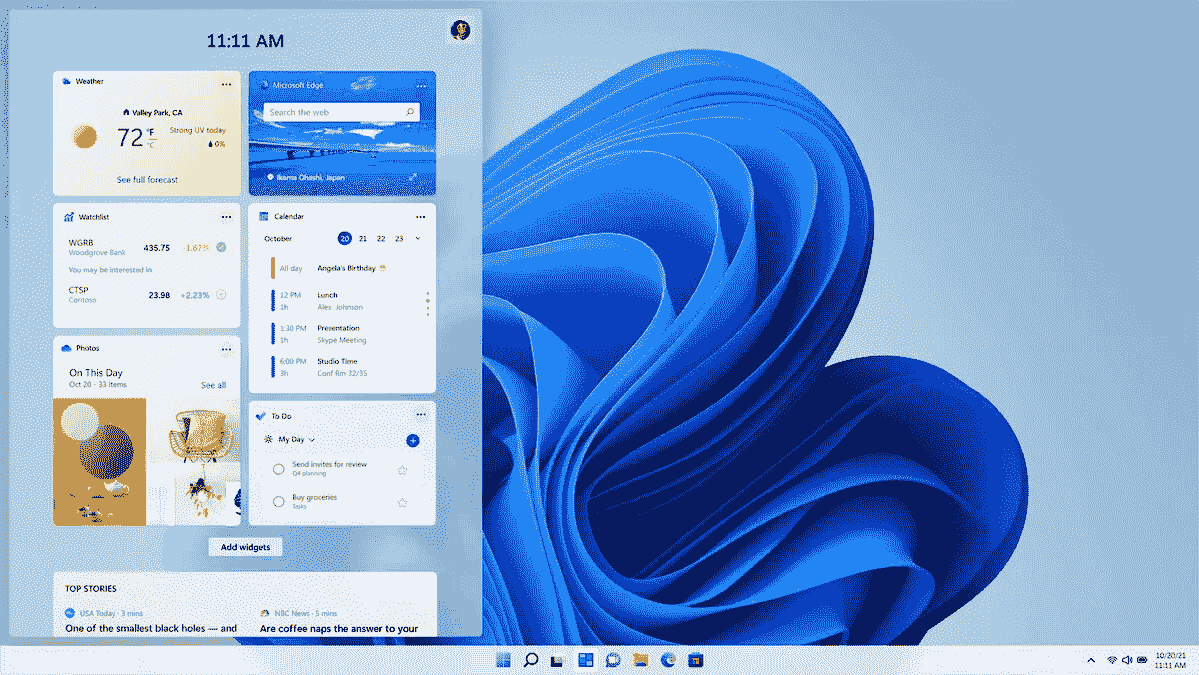 11:11 AM
Weather
Valley Park, CA
72 °F
°C
Strong UV today
0%
See full forecast
Microsoft Edge
Search the web
Ikema Ohashi, Japan
Watchlist
WGRB 435.75 -1.67%
Woodgrove Bank
You may be interested in
CTSP 23.98 +2.23%
Contoso
Calendar
October 20 21 22 23
All day Angela's Birthday
12 PM Lunch
1h Alex Johnson
1:30 PM Presentation
1h Skype Meeting
6:00 PM Studio Time
3h Conf Rm 32/35
Photos
On This Day
Oct 20 · 33 items
See all
To Do
My Day
Send invites for review
Q4 planning
Buy groceries
Tasks
Add widgets
TOP STORIES
USA Today · 3 mins
One of the smallest black holes — and
NBC News · 5 mins
Are coffee naps the answer to your
10/20/21
11:11 AM